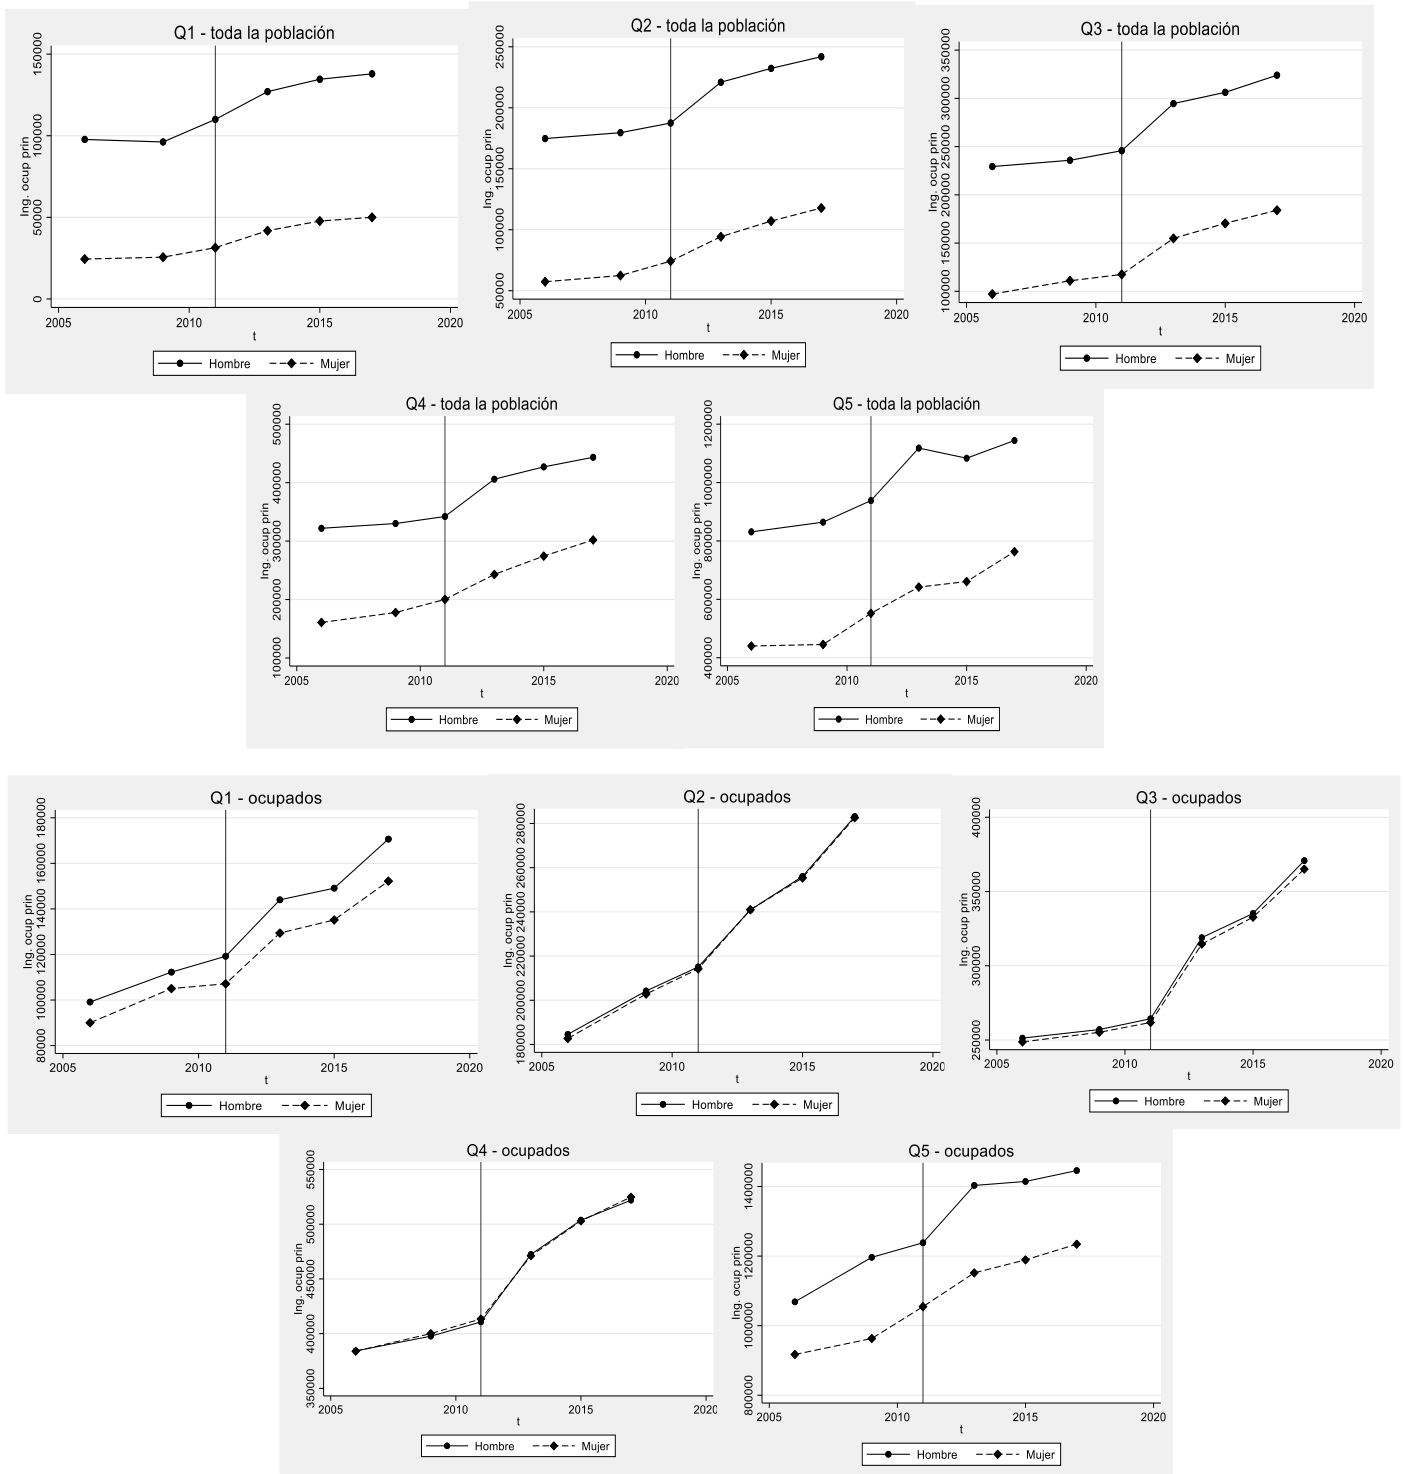 Q1 - toda la población
Ing. ocup prin
0 50000 100000 150000
2005 2010 2015 2020
t
Hombre Mujer
Q2 - toda la población
Ing. ocup prin
50000 100000 150000 200000 250000
2005 2010 2015 2020
t
Hombre Mujer
Q3 - toda la población
Ing. ocup prin
100000 150000 200000 250000 300000 350000
2005 2010 2015 2020
t
Hombre Mujer
Q4 - toda la población
Ing. ocup prin
100000 200000 300000 400000 500000
2005 2010 2015 2020
t
Hombre Mujer
Q5 - toda la población
Ing. ocup prin
400000 600000 800000 1000000 1200000
2005 2010 2015 2020
t
Hombre Mujer
Q1 - ocupados
Ing. ocup prin
80000 100000 120000 140000 160000 180000
2005 2010 2015 2020
t
Hombre Mujer
Q2 - ocupados
Ing. ocup prin
180000 200000 220000 240000 260000 280000
2005 2010 2015 2020
t
Hombre Mujer
Q3 - ocupados
Ing. ocup prin
250000 300000 350000 400000
2005 2010 2015 2020
t
Hombre Mujer
Q4 - ocupados
Ing. ocup prin
350000 400000 450000 500000 550000
2005 2010 2015 2020
t
Hombre Mujer
Q5 - ocupados
Ing. ocup prin
800000 1000000 1200000 1400000
2005 2010 2015 2020
t
Hombre Mujer